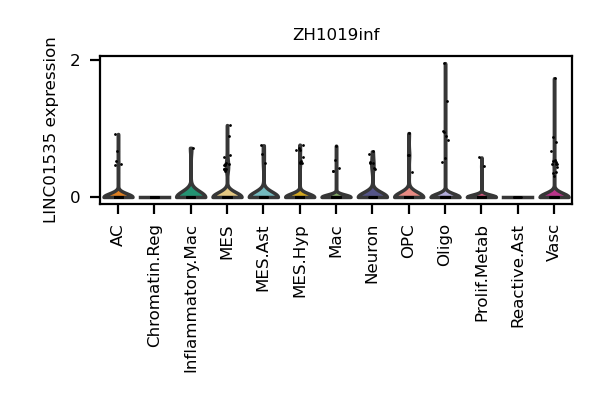 ZH1019inf
LINC01535 expression
2
0
AC
Chromatin.Reg
Inflammatory.Mac
MES
MES.Ast
MES.Hyp
Mac
Neuron
OPC
Oligo
Prolif.Metab
Reactive.Ast
Vasc